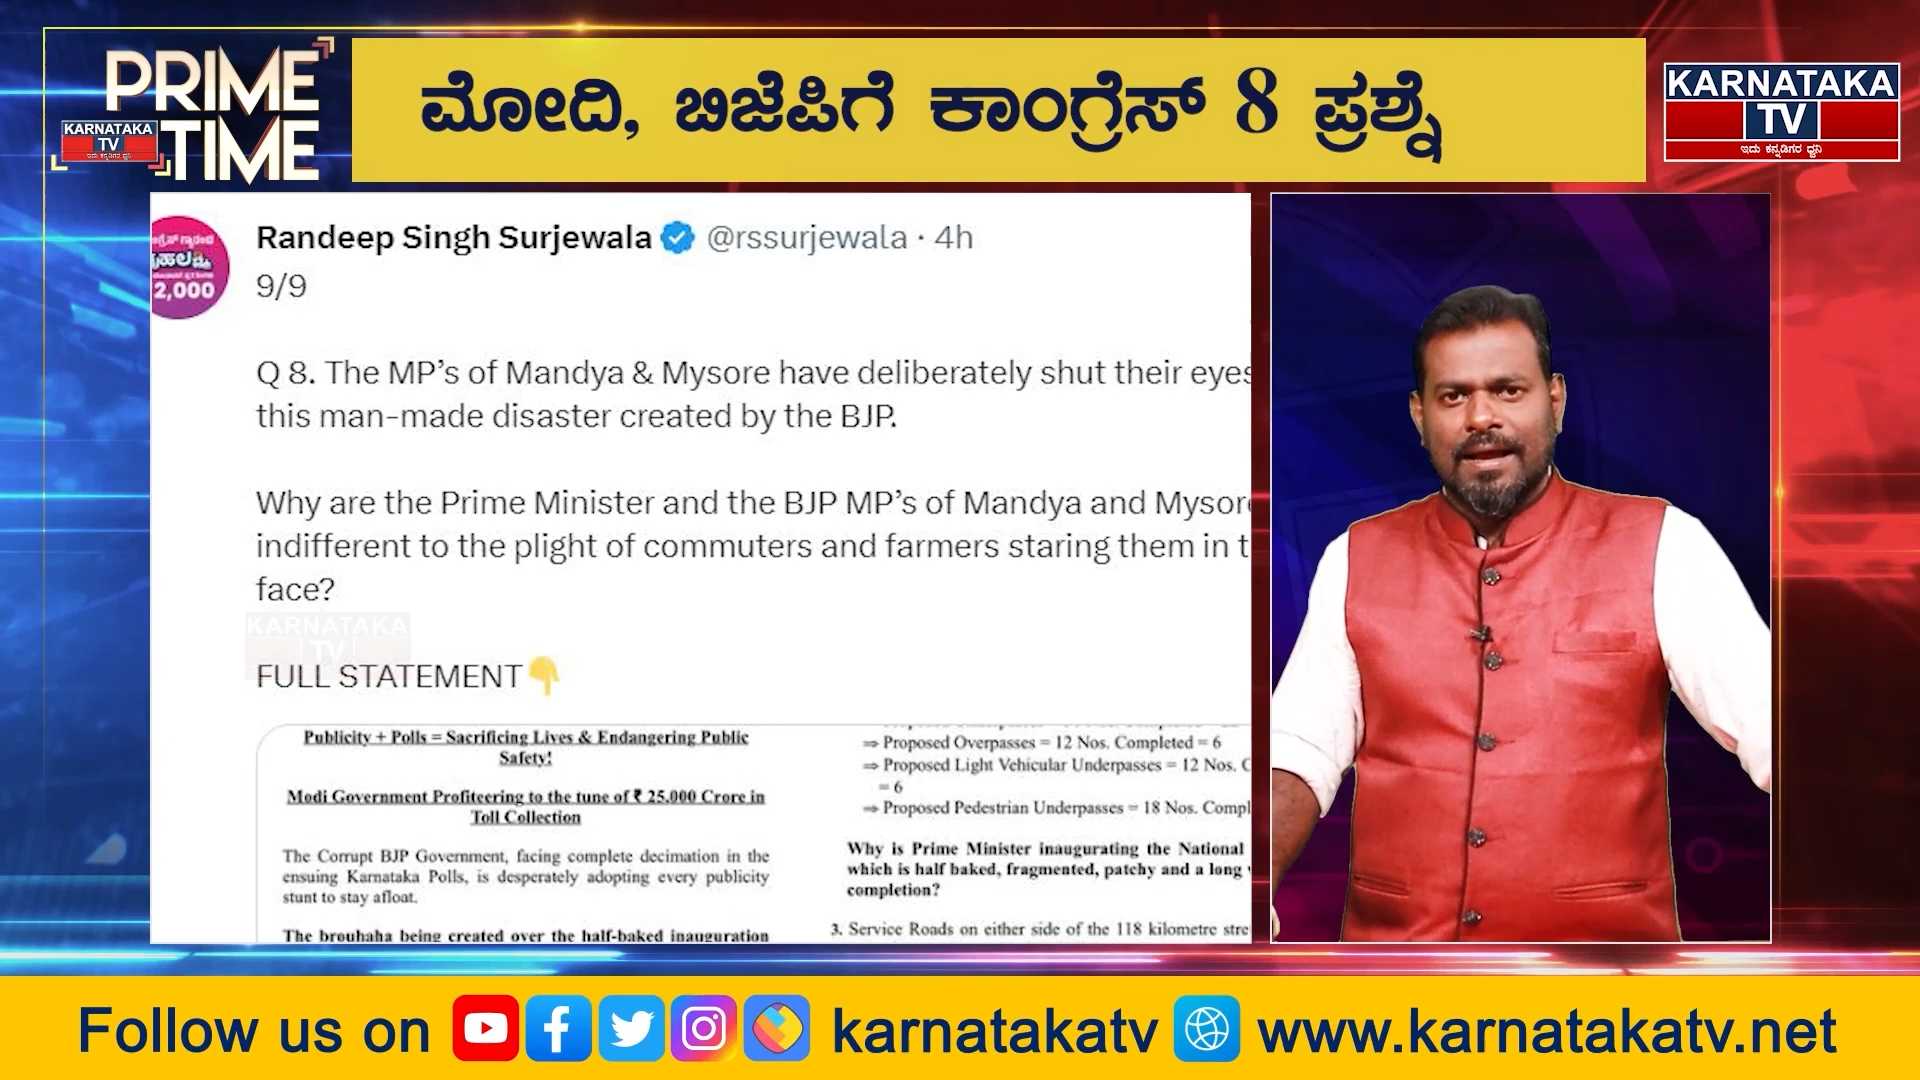 PRIME
TIME
KARNATAKA
TV
ಇದು ಕನ್ನಡಿಗರ ಧ್ವನಿ
ಮೋದಿ, ಬಿಜೆಪಿಗೆ ಕಾಂಗ್ರೆಸ್ 8 ಪ್ರಶ್ನೆ
KARNATAKA
TV
ಇದು ಕನ್ನಡಿಗರ ಧ್ವನಿ
2,000
Randeep Singh Surjewala @rssurjewala · 4h
9/9
Q 8. The MP’s of Mandya & Mysore have deliberately shut their eyes
this man-made disaster created by the BJP.
Why are the Prime Minister and the BJP MP’s of Mandya and Mysor
indifferent to the plight of commuters and farmers staring them in t
face?
KARNATAKA
TV
FULL STATEMENT👇
Publicity + Polls = Sacrificing Lives & Endangering Public
Safety!
Modi Government Profiteering to the tune of ₹ 25,000 Crore in
Toll Collection
The Corrupt BJP Government, facing complete decimation in the
ensuing Karnataka Polls, is desperately adopting every publicity
stunt to stay afloat.
The brouhaha being created over the half-baked inauguration
⇒ Proposed Overpasses = 12 Nos. Completed = 6
⇒ Proposed Light Vehicular Underpasses = 12 Nos. C
= 6
⇒ Proposed Pedestrian Underpasses = 18 Nos. Compl
Why is Prime Minister inaugurating the National
which is half baked, fragmented, patchy and a long
completion?
3. Service Roads on either side of the 118 kilometre stre
Follow us on karnatakatv www.karnatakatv.net